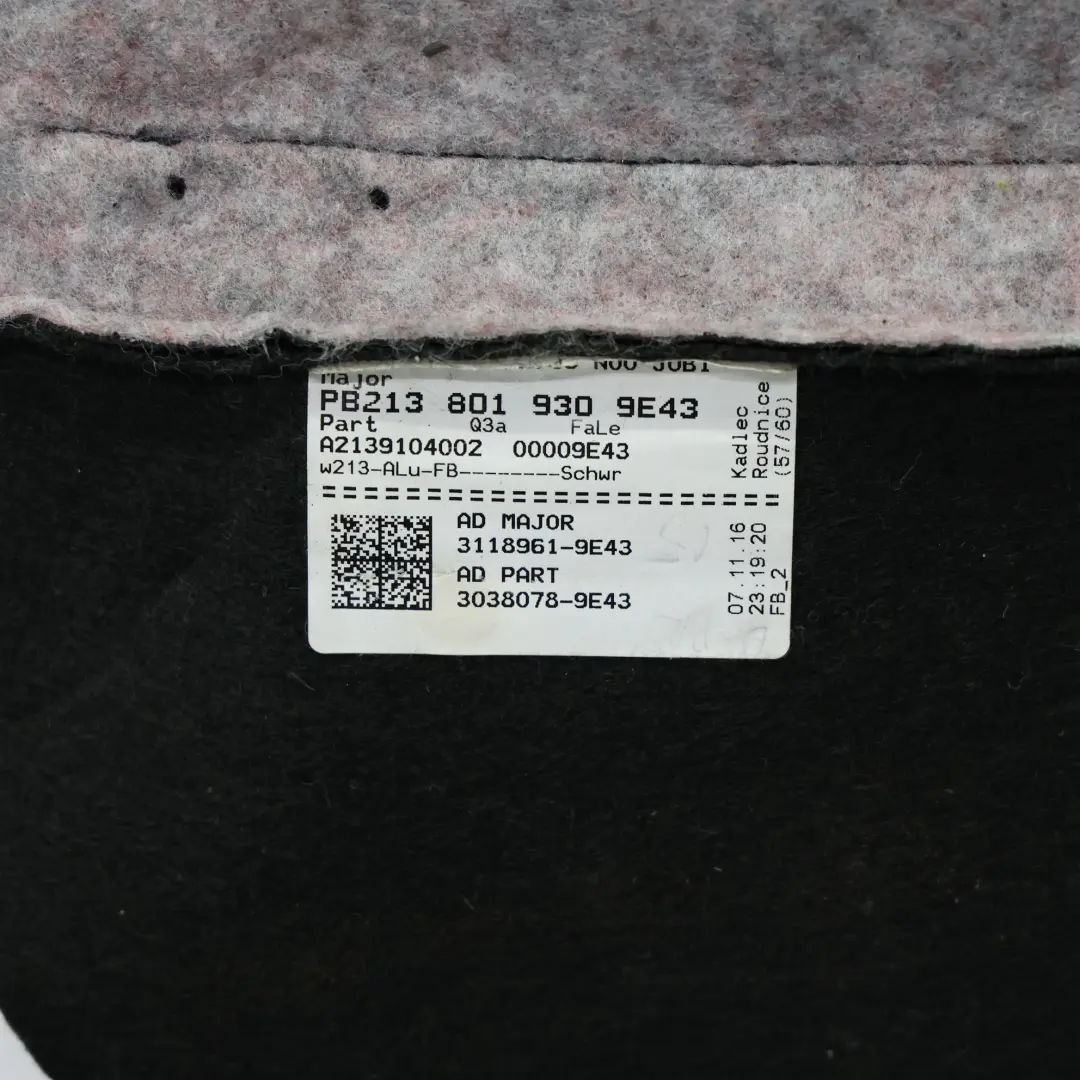 Major
PB213 801 930 9E43
Part Q3a FaLe
A2139104002 00009E43
w213-ALu-FB--------Schwr
AD MAJOR
3118961-9E43
AD PART
3038078-9E43
Kadlec
Roudnice
(57/60)
07.11.16
23:19:20
FB_2